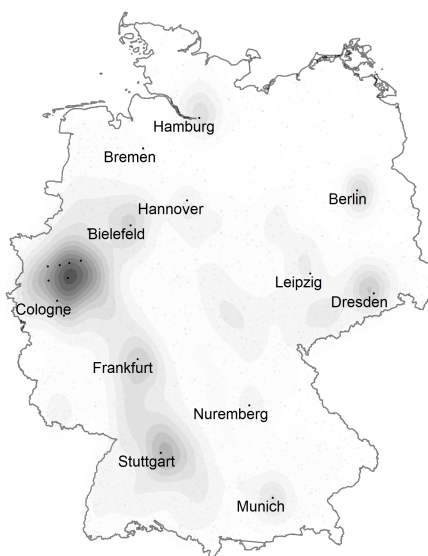 Hamburg
Bremen
Berlin
Hannover
Bielefeld
Leipzig
Dresden
Cologne
Frankfurt
Nuremberg
Stuttgart
Munich